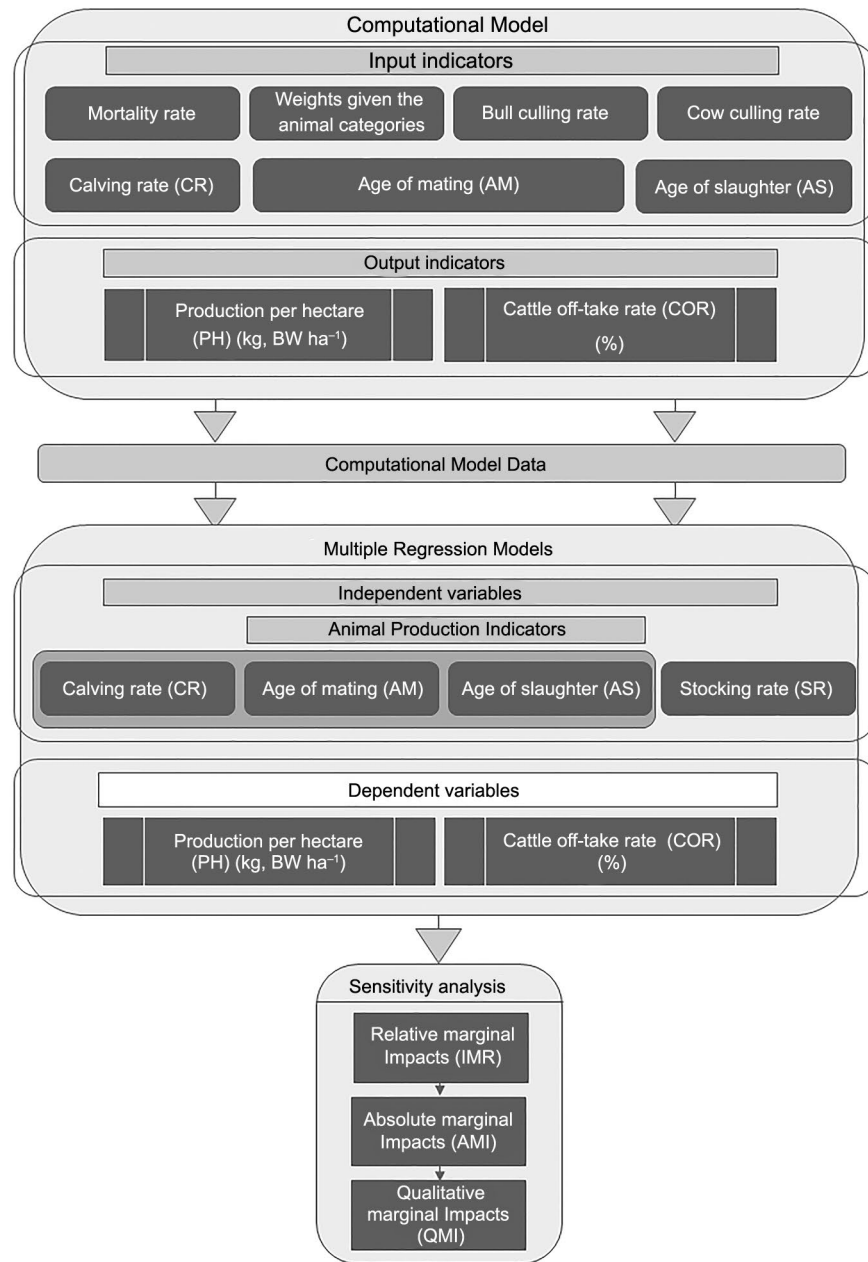 Computational Model
Input indicators
Mortality rate
Weights given the
animal categories
Bull culling rate
Cow culling rate
Calving rate (CR)
Age of mating (AM)
Age of slaughter (AS)
Output indicators
Production per hectare
(PH) (kg, BW ha⁻¹)
Cattle off-take rate (COR)
(%)
Computational Model Data
Multiple Regression Models
Independent variables
Animal Production Indicators
Calving rate (CR)
Age of mating (AM)
Age of slaughter (AS)
Stocking rate (SR)
Dependent variables
Production per hectare
(PH) (kg, BW ha⁻¹)
Cattle off-take rate (COR)
(%)
Sensitivity analysis
Relative marginal
Impacts (IMR)
Absolute marginal
Impacts (AMI)
Qualitative
marginal Impacts
(QMI)